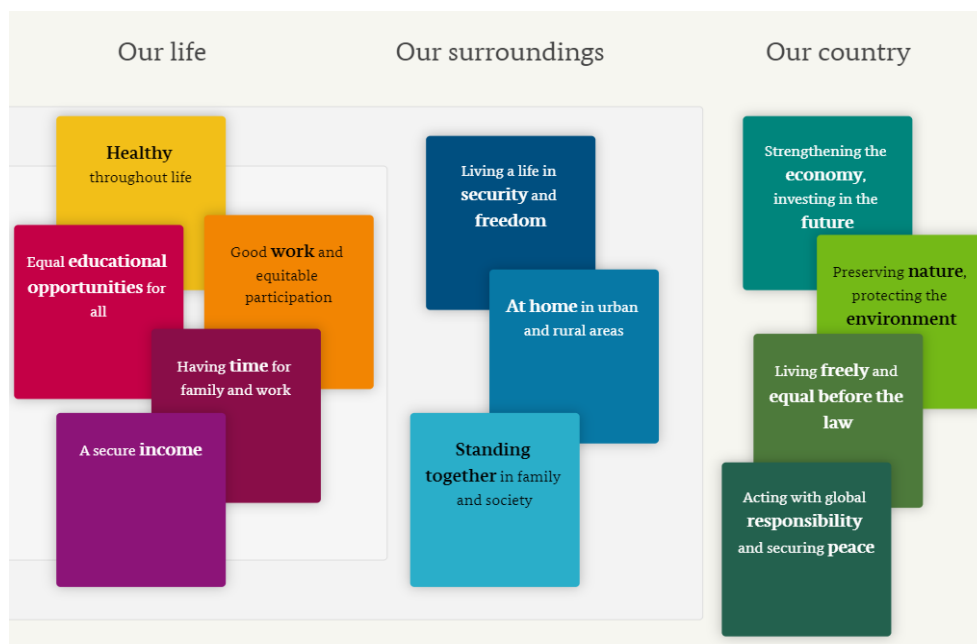 Our life
Our surroundings
Our country
Healthy
throughout life
Equal educational
opportunities for
all
Good work and
equitable
participation
Having time for
family and work
A secure income
Living a life in
security and
freedom
At home in urban
and rural areas
Standing
together in family
and society
Strengthening the
economy,
investing in the
future
Preserving nature,
protecting the
environment
Living freely and
equal before the
law
Acting with global
responsibility
and securing peace